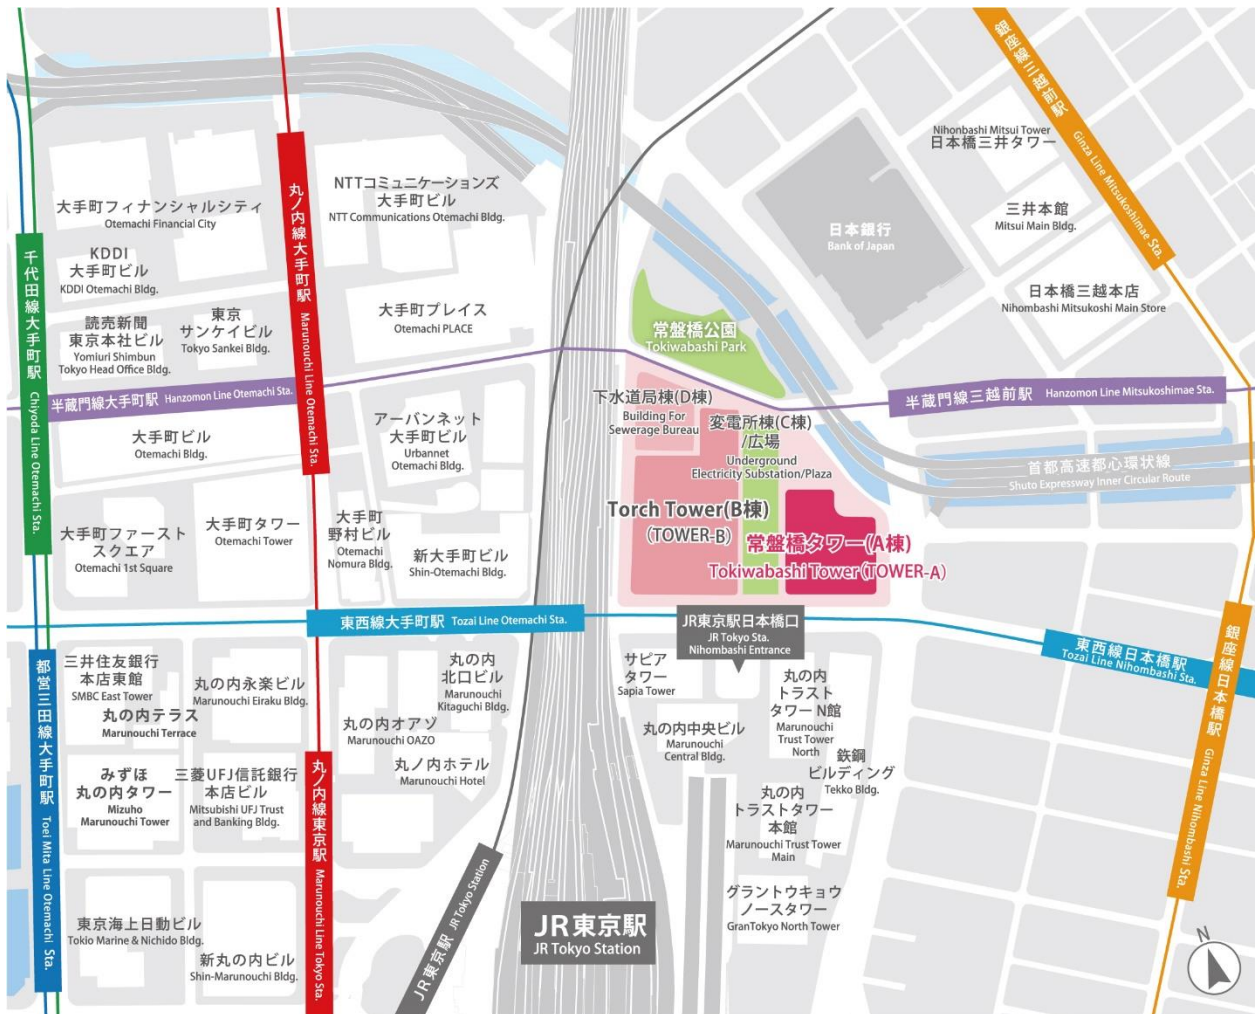 銀座線三越前駅
Ginza Line Mitsukoshimae Sta.
Nihonbashi Mitsui Tower
日本橋三井タワー
三井本館
Mitsui Main Bldg.
日本橋三越本店
Nihombashi Mitsukoshi Main Store
日本銀行
Bank of Japan
丸ノ内線大手町駅
Marunouchi Line Otemachi Sta.
NTTコミュニケーションズ
大手町ビル
NTT Communications Otemachi Bldg.
大手町フィナンシャルシティ
Otemachi Financial City
千代田線大手町駅
Chiyoda Line Otemachi Sta.
KDDI
大手町ビル
KDDI Otemachi Bldg.
読売新聞
東京本社ビル
Yomiuri Shimbun
Tokyo Head Office Bldg.
東京
サンケイビル
Tokyo Sankei Bldg.
大手町プレイス
Otemachi PLACE
常盤橋公園
Tokiwabashi Park
半蔵門線大手町駅 Hanzomon Line Otemachi Sta.
半蔵門線三越前駅 Hanzomon Line Mitsukoshimae Sta.
下水道局棟(D棟)
Building For
Sewerage Bureau
変電所棟(C棟)
/広場
Underground
Electricity Substation/Plaza
大手町ビル
Otemachi Bldg.
アーバンネット
大手町ビル
Urbannet
Otemachi Bldg.
首都高速都心環状線
Shuto Expressway Inner Circular Route
Torch Tower(B棟)
(TOWER-B)
常盤橋タワー(A棟)
Tokiwabashi Tower(TOWER-A)
大手町ファースト
スクエア
Otemachi 1st Square
大手町タワー
Otemachi Tower
大手町
野村ビル
Otemachi
Nomura Bldg.
新大手町ビル
Shin-Otemachi Bldg.
東西線大手町駅 Tozai Line Otemachi Sta.
JR東京駅日本橋口
JR Tokyo Sta.
Nihombashi Entrance
東西線日本橋駅
Tozai Line Nihombashi Sta.
銀座線日本橋駅
Ginza Line Nihombashi Sta.
都営三田線大手町駅
Toei Mita Line Otemachi Sta.
三井住友銀行
本店東館
SMBC East Tower
丸の内テラス
Marunouchi Terrace
丸の内永楽ビル
Marunouchi Eiraku Bldg.
丸の内
北口ビル
Marunouchi
Kitaguchi Bldg.
丸の内オアゾ
Marunouchi OAZO
丸ノ内ホテル
Marunouchi Hotel
サピア
タワー
Sapia Tower
丸の内中央ビル
Marunouchi
Central Bldg.
丸の内
トラスト
タワー N館
Marunouchi
Trust Tower
North
鉄鋼
ビルディング
Tekko Bldg.
丸の内
トラストタワー
本館
Marunouchi Trust Tower
Main
みずほ
丸の内タワー
Mizuho
Marunouchi Tower
三菱UFJ信託銀行
本店ビル
Mitsubishi UFJ Trust
and Banking Bldg.
丸ノ内線東京駅
Marunouchi Line Tokyo Sta.
JR東京駅 JR Tokyo Station
JR東京駅
JR Tokyo Station
グラントウキョウ
ノースタワー
GranTokyo North Tower
東京海上日動ビル
Tokio Marine & Nichido Bldg.
新丸の内ビル
Shin-Marunouchi Bldg.
N